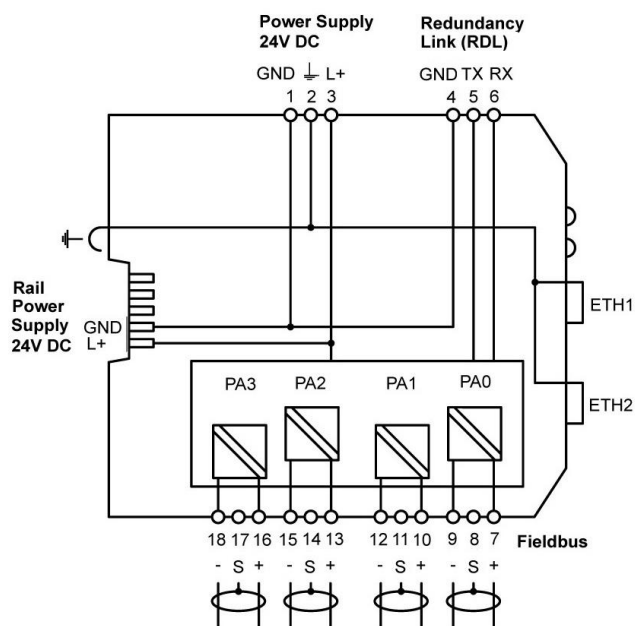 Power Supply
24V DC
Redundancy
Link (RDL)
GND ⏚ L+
GND TX RX
1 2 3
4 5 6
Rail
Power
Supply
24V DC
GND
L+
ETH1
ETH2
PA3 PA2 PA1 PA0
18 17 16 15 14 13 12 11 10 9 8 7
Fieldbus
- S + - S + - S + - S +